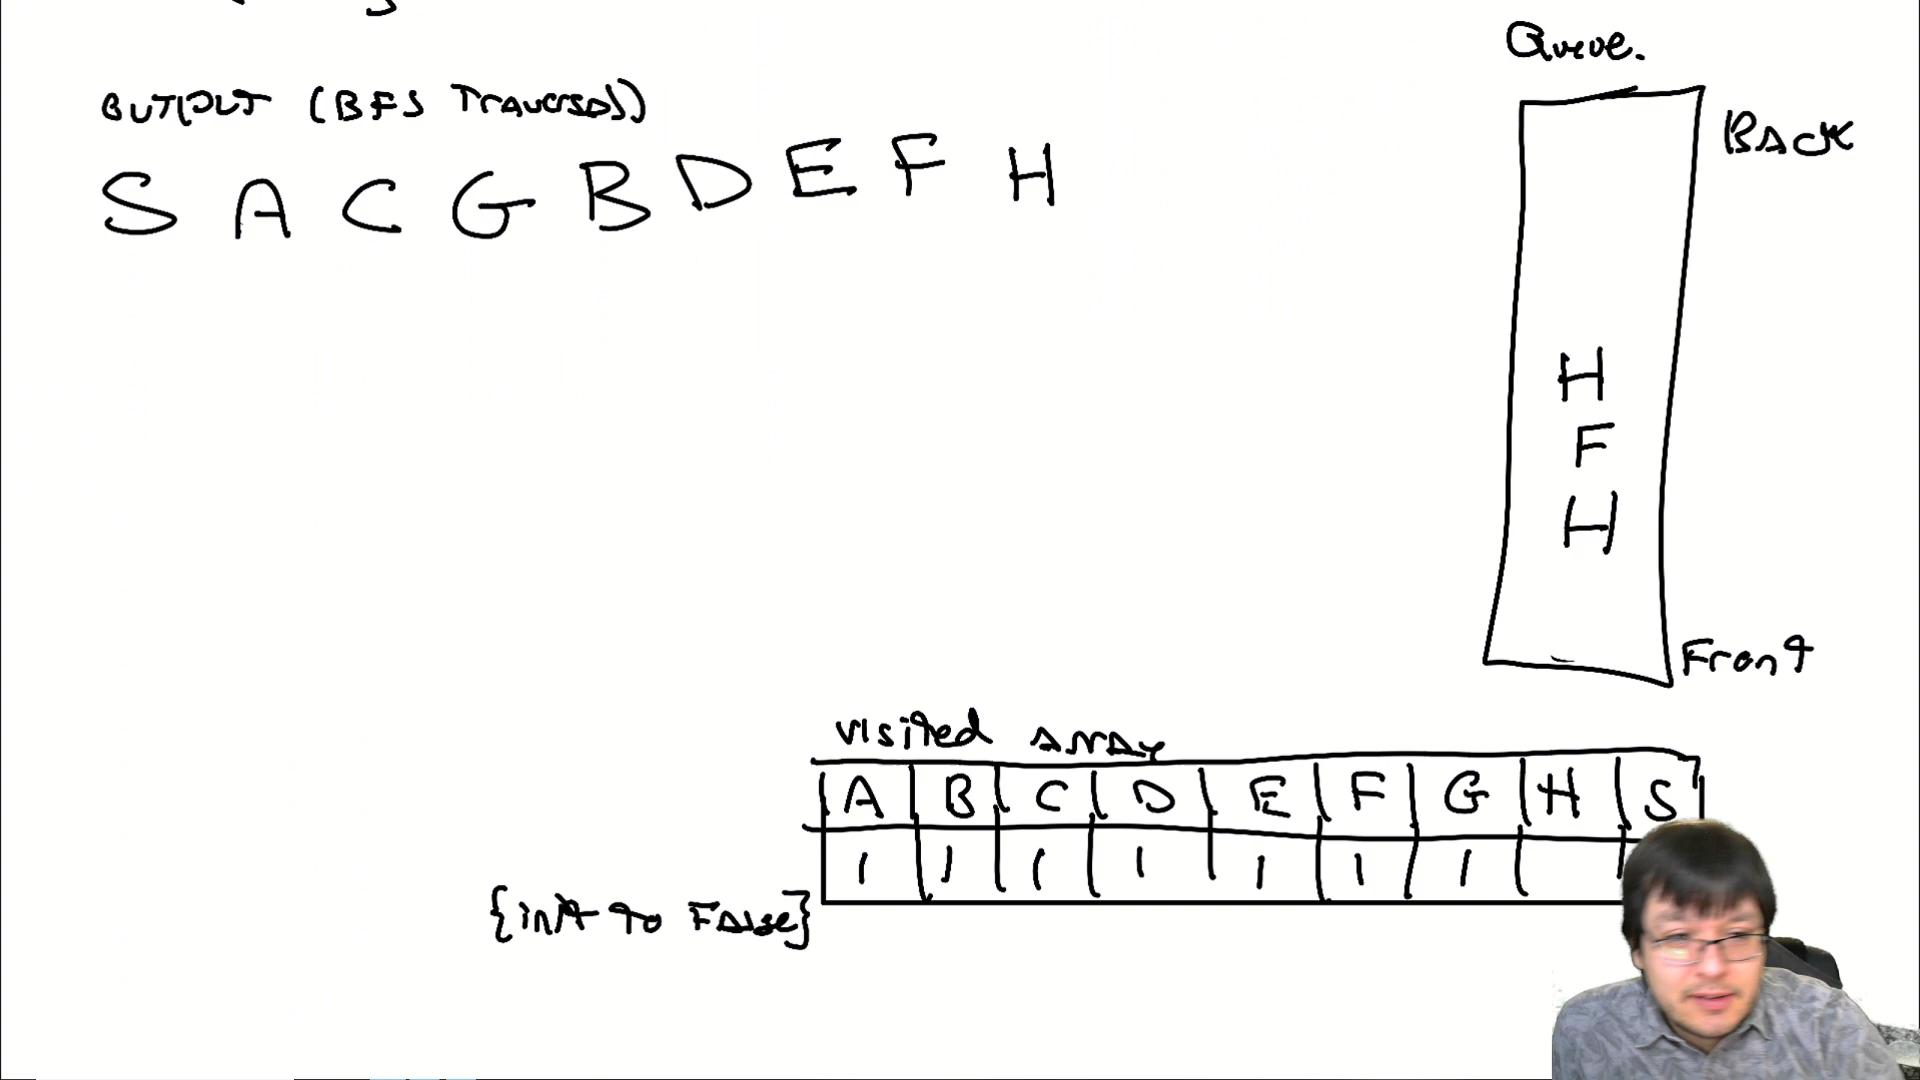 Queue.
Back
OUTPUT (BFS Traversal)
S A C G B D E F H
H
F
H
Front
visited array
A B C D E F G H S
1 1 1 1 1 1 1
{init to False}